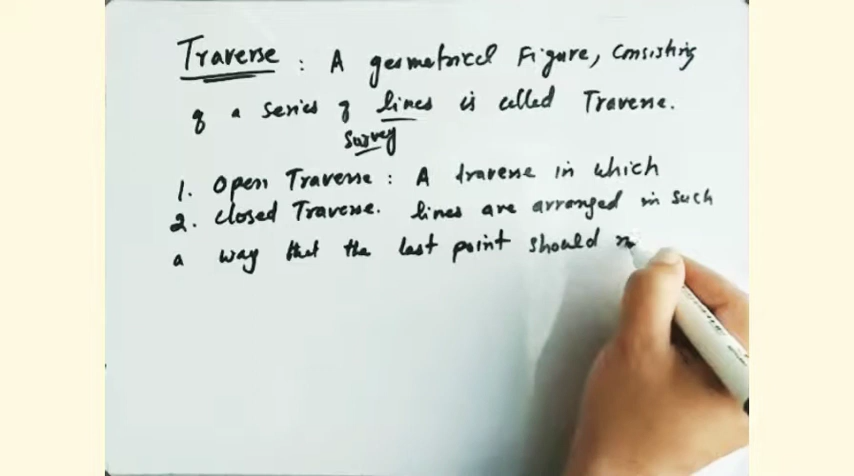 Traverse : A geometrical Figure, Consisting
of a series of lines is called Traverse.
survey
1. Open Traverse : A traverse in which
2. Closed Traverse. lines are arranged in such
a way that the last point should